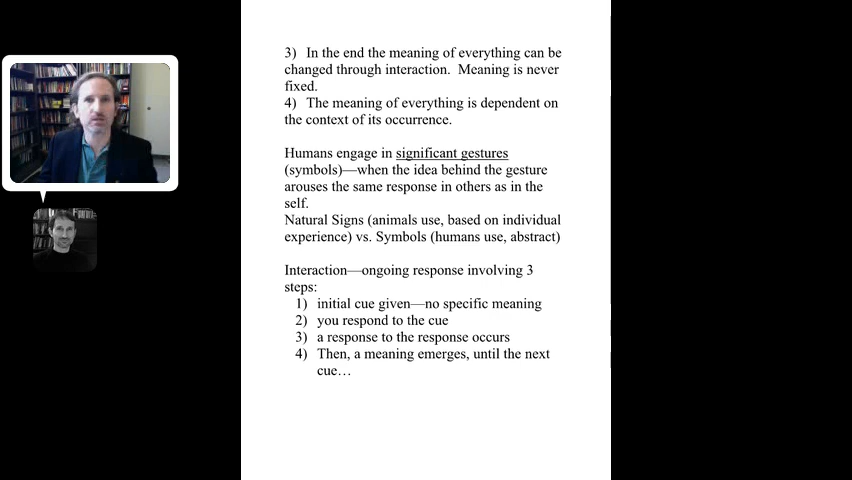 3) In the end the meaning of everything can be
changed through interaction. Meaning is never
fixed.
4) The meaning of everything is dependent on
the context of its occurrence.
Humans engage in significant gestures
(symbols)—when the idea behind the gesture
arouses the same response in others as in the
self.
Natural Signs (animals use, based on individual
experience) vs. Symbols (humans use, abstract)
Interaction—ongoing response involving 3
steps:
1) initial cue given—no specific meaning
2) you respond to the cue
3) a response to the response occurs
4) Then, a meaning emerges, until the next
cue…